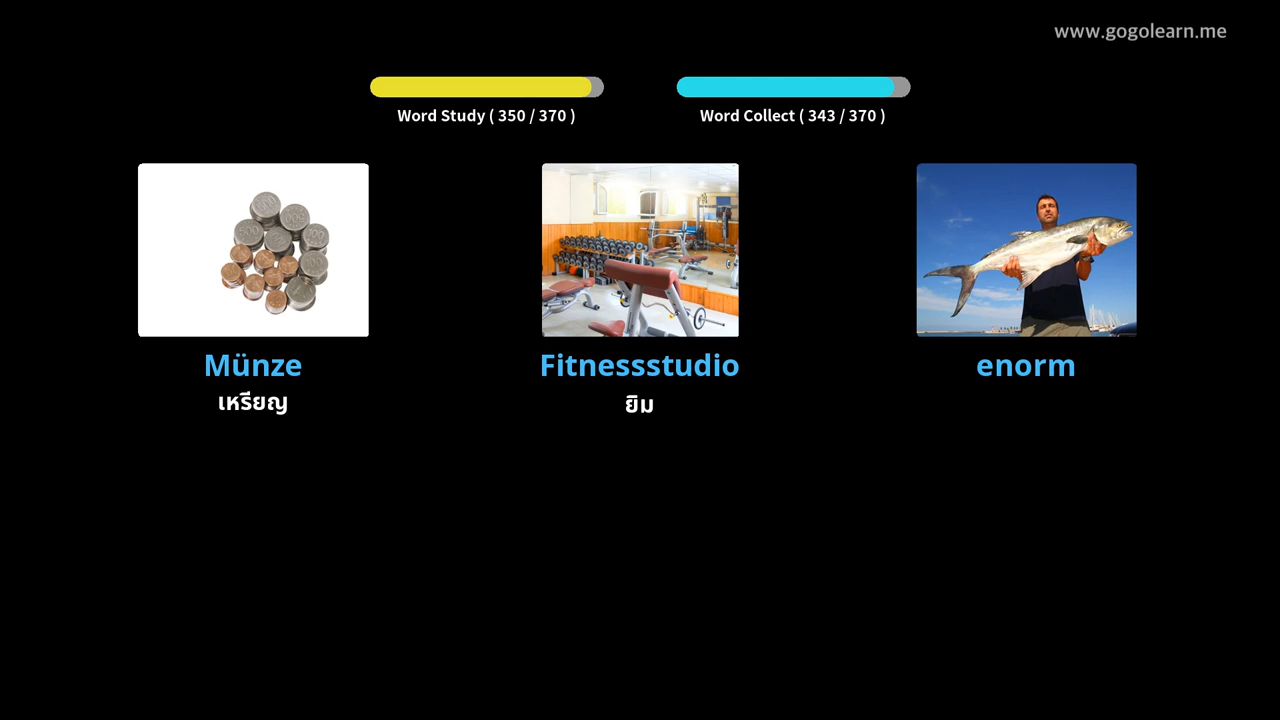 www.gogolearn.me
Word Study ( 350 / 370 )
Word Collect ( 343 / 370 )
Münze
Fitnessstudio
enorm
เหรียญ
ยิม